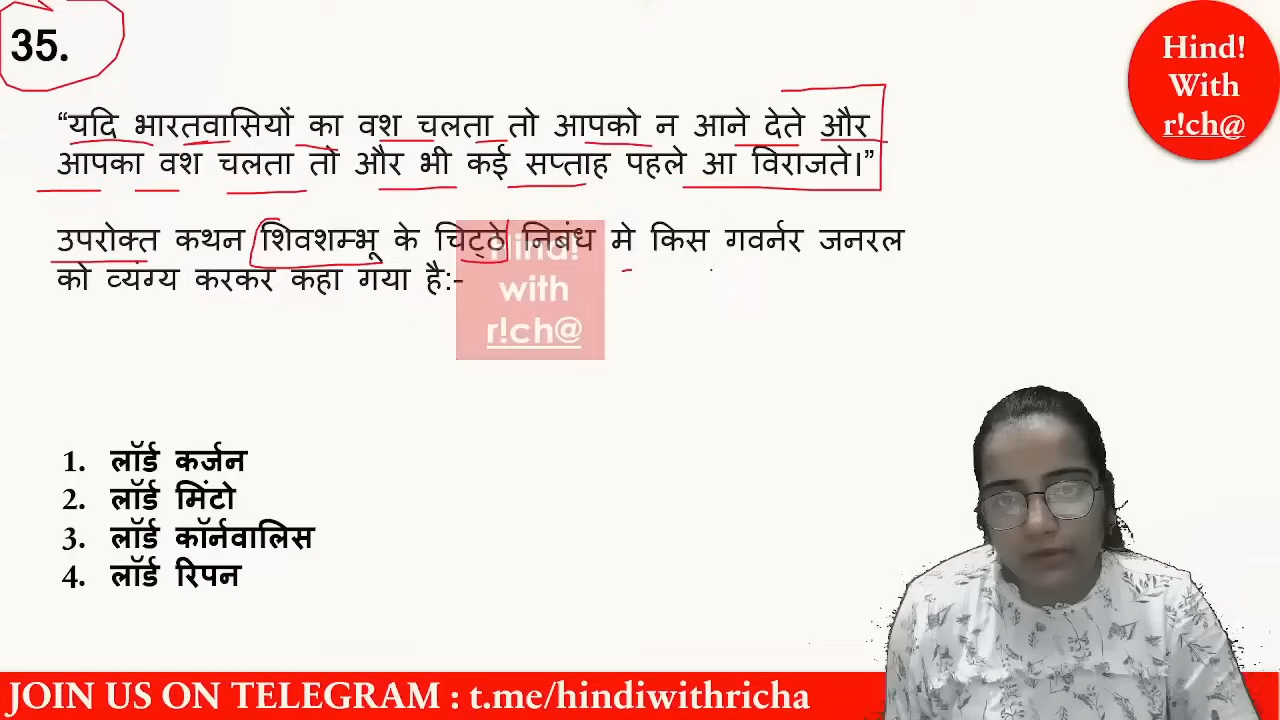 35.
Hind!
With
r!ch@
“यदि भारतवासियों का वश चलता तो आपको न आने देते और
आपका वश चलता तो और भी कई सप्ताह पहले आ विराजते।”
उपरोक्त कथन शिवशम्भू के चिट्ठे निबंध मे किस गवर्नर जनरल
को व्यंग्य करकर कहा गया है:-
Hind!
with
r!ch@
1. लॉर्ड कर्जन
2. लॉर्ड मिंटो
3. लॉर्ड कॉर्नवालिस
4. लॉर्ड रिपन
JOIN US ON TELEGRAM : t.me/hindiwithricha